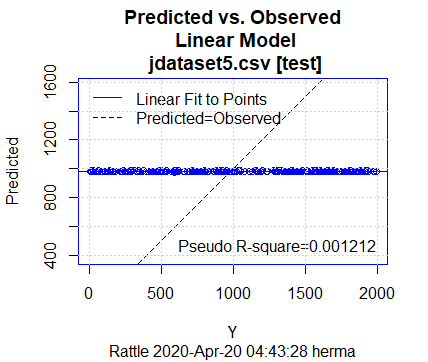 Predicted vs. Observed
Linear Model
jdataset5.csv [test]
Linear Fit to Points
Predicted=Observed
Pseudo R-square=0.001212
Predicted
400
800
1200
1600
0
500
1000
1500
2000
Y
Rattle 2020-Apr-20 04:43:28 herma